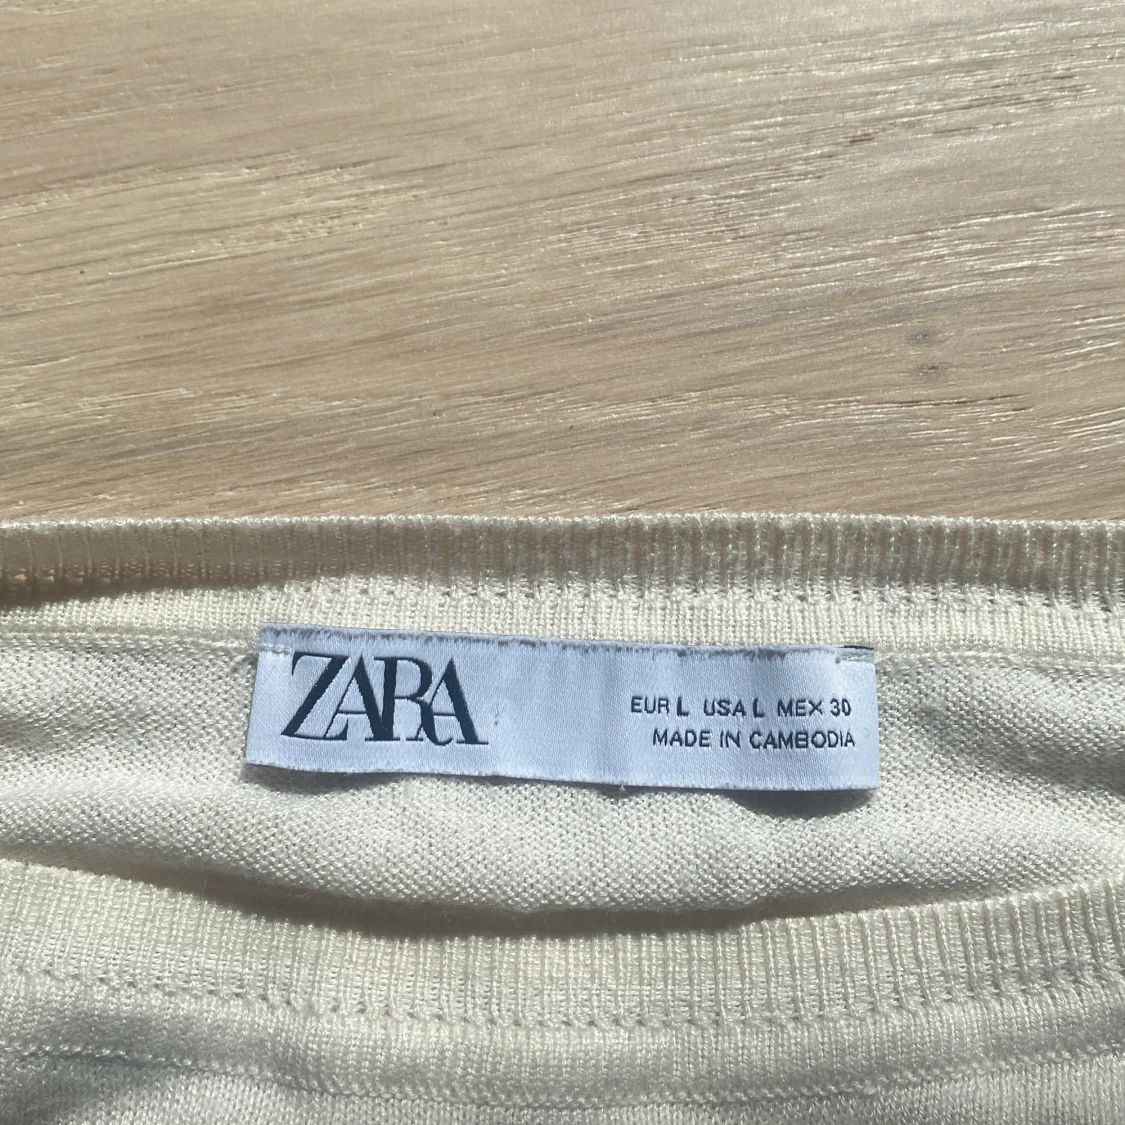 ZARA
EUR L USA L MEX 30
MADE IN CAMBODIA